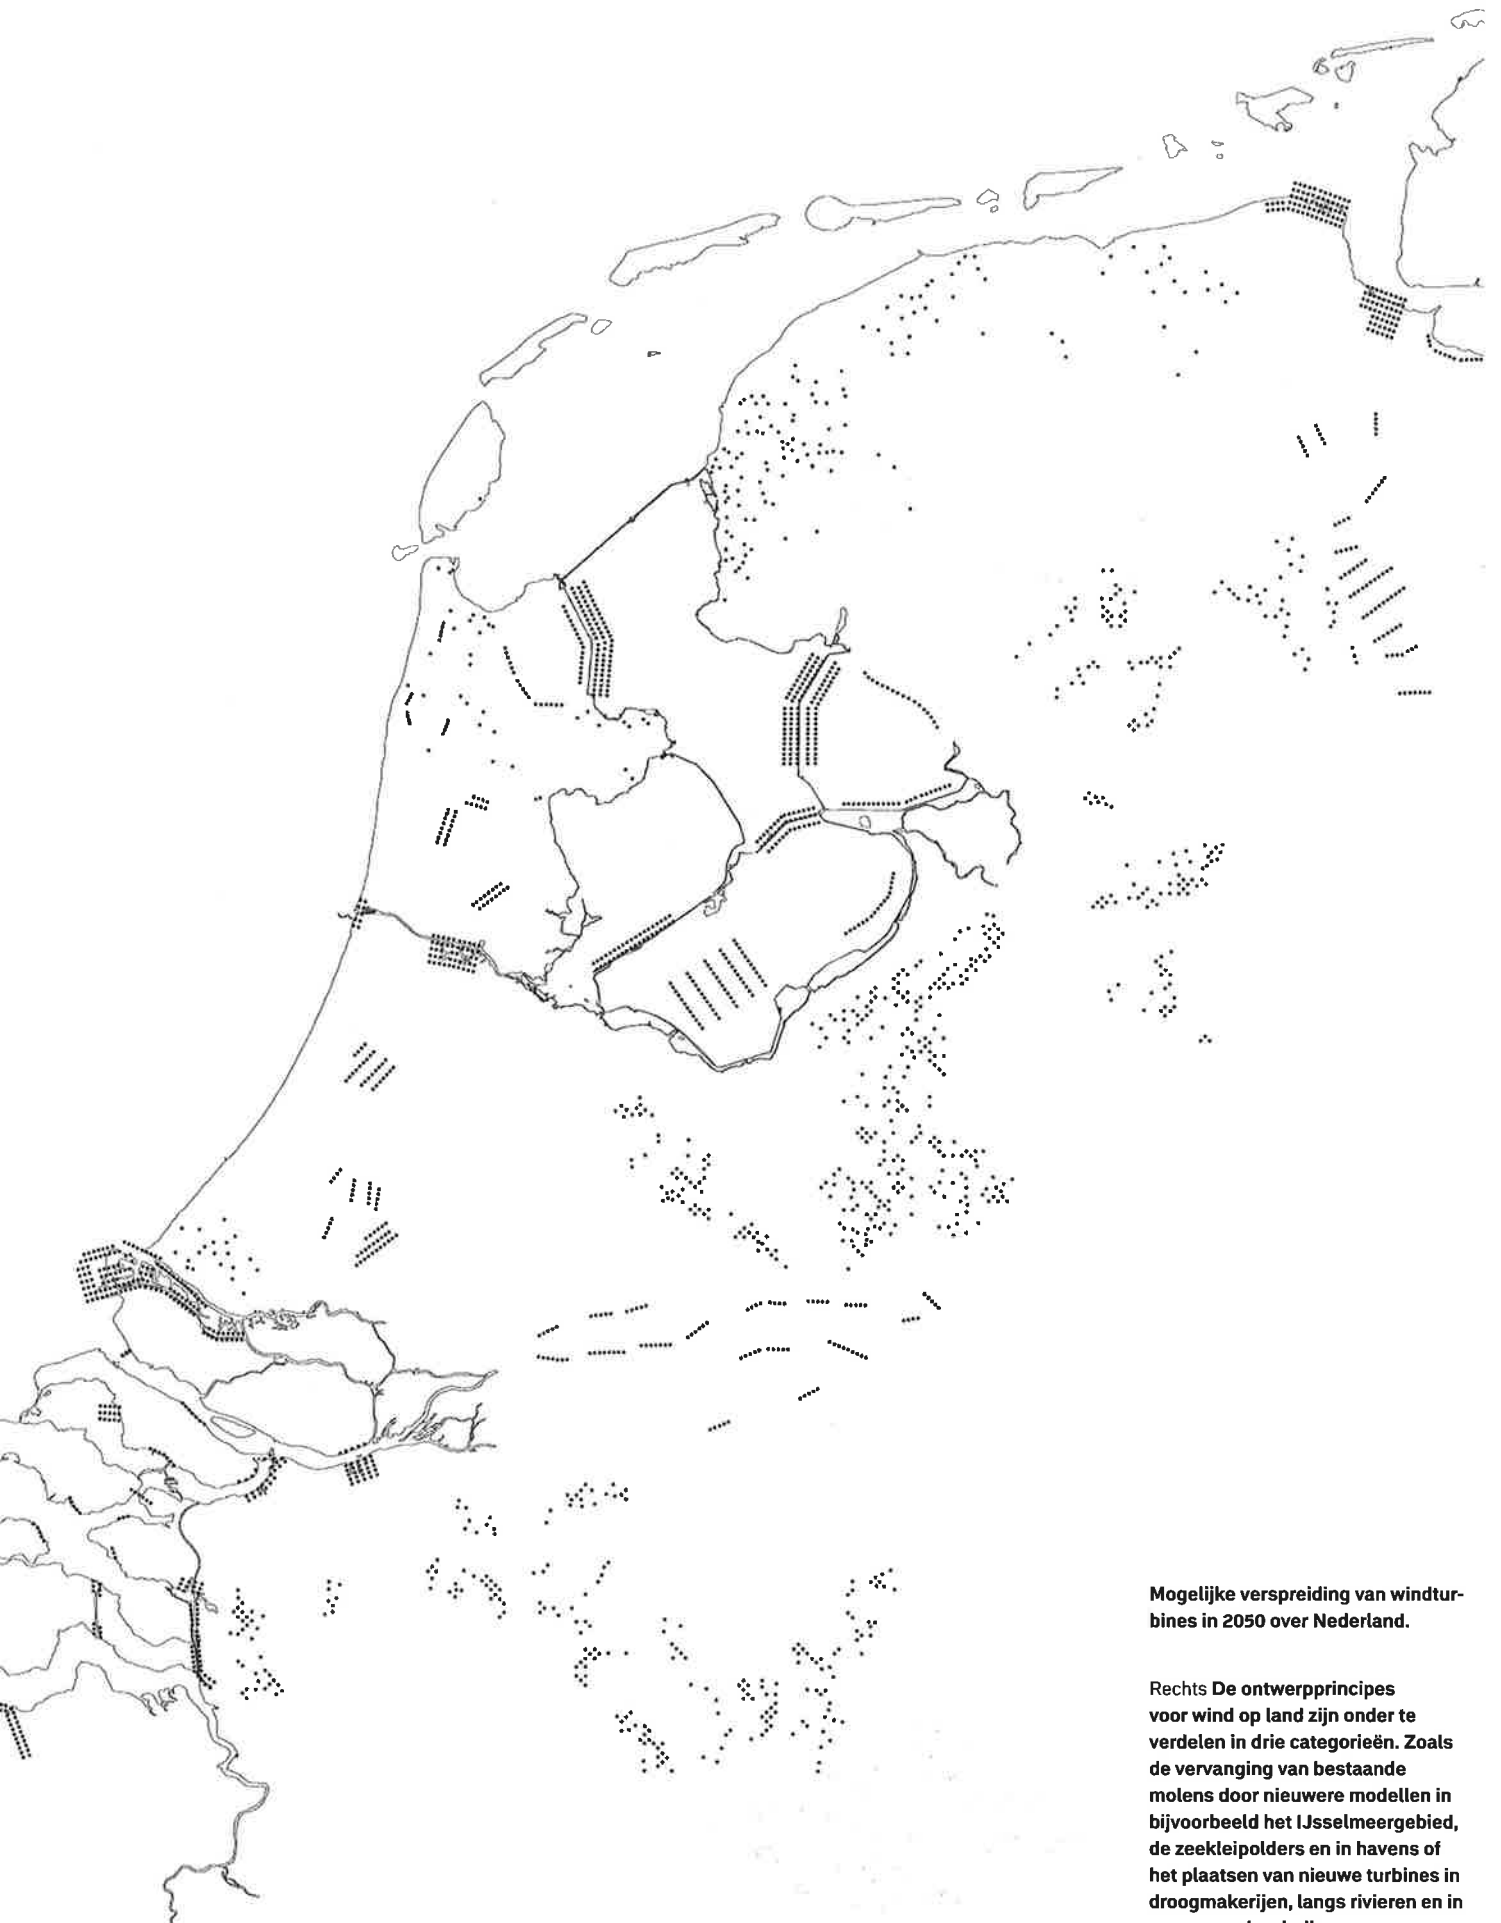 Mogelijke verspreiding van windtur-
bines in 2050 over Nederland.
Rechts De ontwerpprincipes
voor wind op land zijn onder te
verdelen in drie categorieën. Zoals
de vervanging van bestaande
molens door nieuwere modellen in
bijvoorbeeld het IJsselmeergebied,
de zeekleipolders en in havens of
het plaatsen van nieuwe turbines in
droogmakerijen, langs rivieren en in